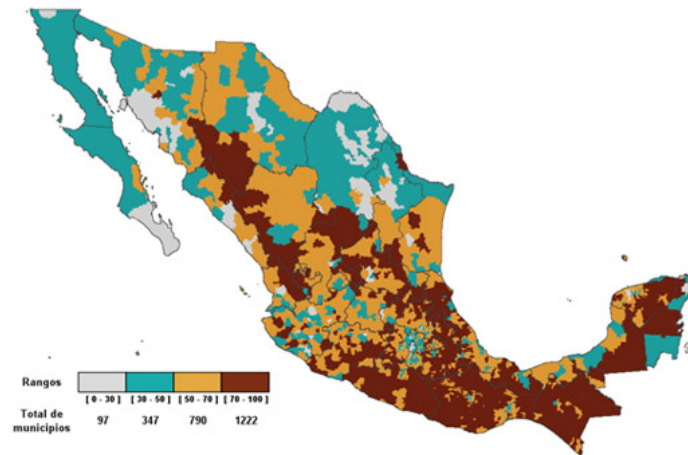 Rangos
[ 0 - 30 ] [ 30 - 50 ] [ 50 - 70 ] [ 70 - 100 ]
Total de municipios 97 347 790 1222